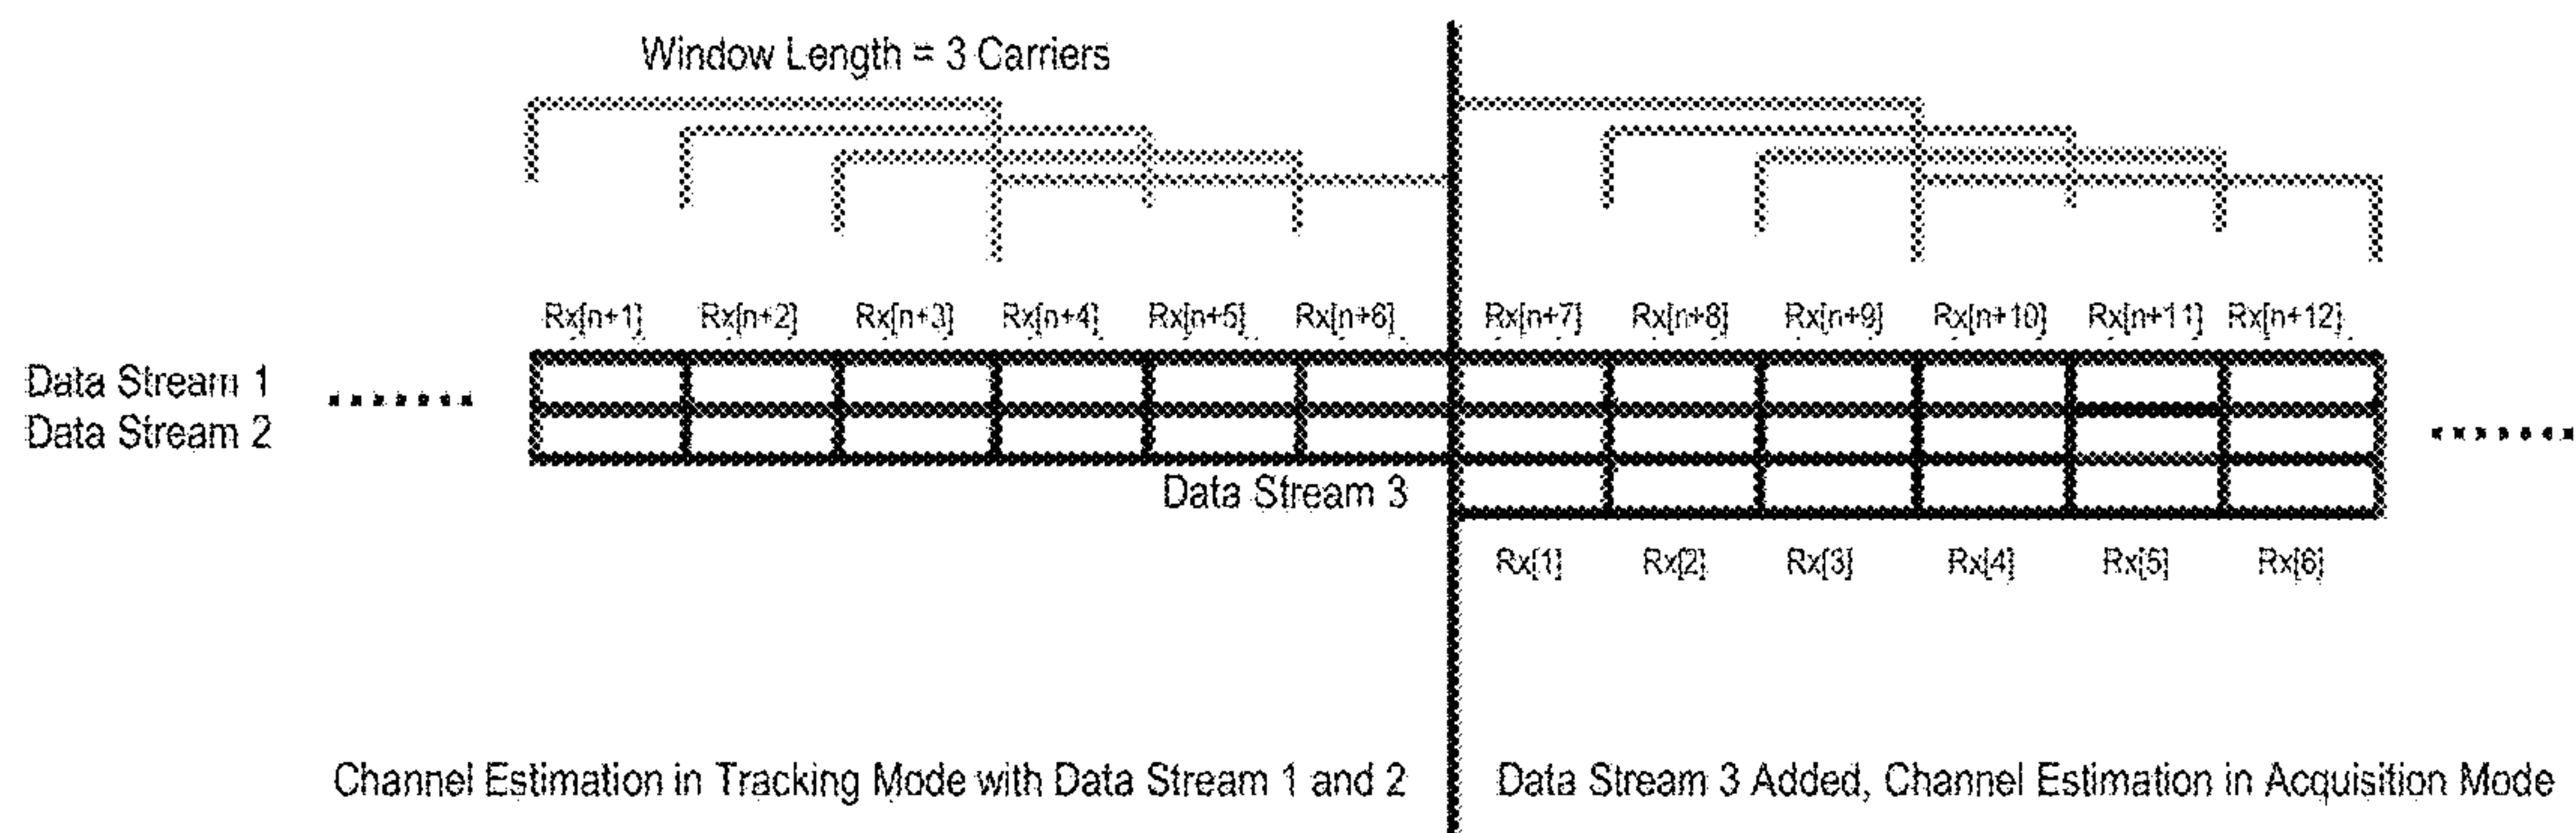 Window Length = 3 Carriers
Rx[n+1] Rx[n+2] Rx[n+3] Rx[n+4] Rx[n+5] Rx[n+6] Rx[n+7] Rx[n+8] Rx[n+9] Rx[n+10] Rx[n+11] Rx[n+12]
Data Stream 1
Data Stream 2
Data Stream 3
Rx[1] Rx[2] Rx[3] Rx[4] Rx[5] Rx[6]
Channel Estimation in Tracking Mode with Data Stream 1 and 2
Data Stream 3 Added, Channel Estimation in Acquisition Mode